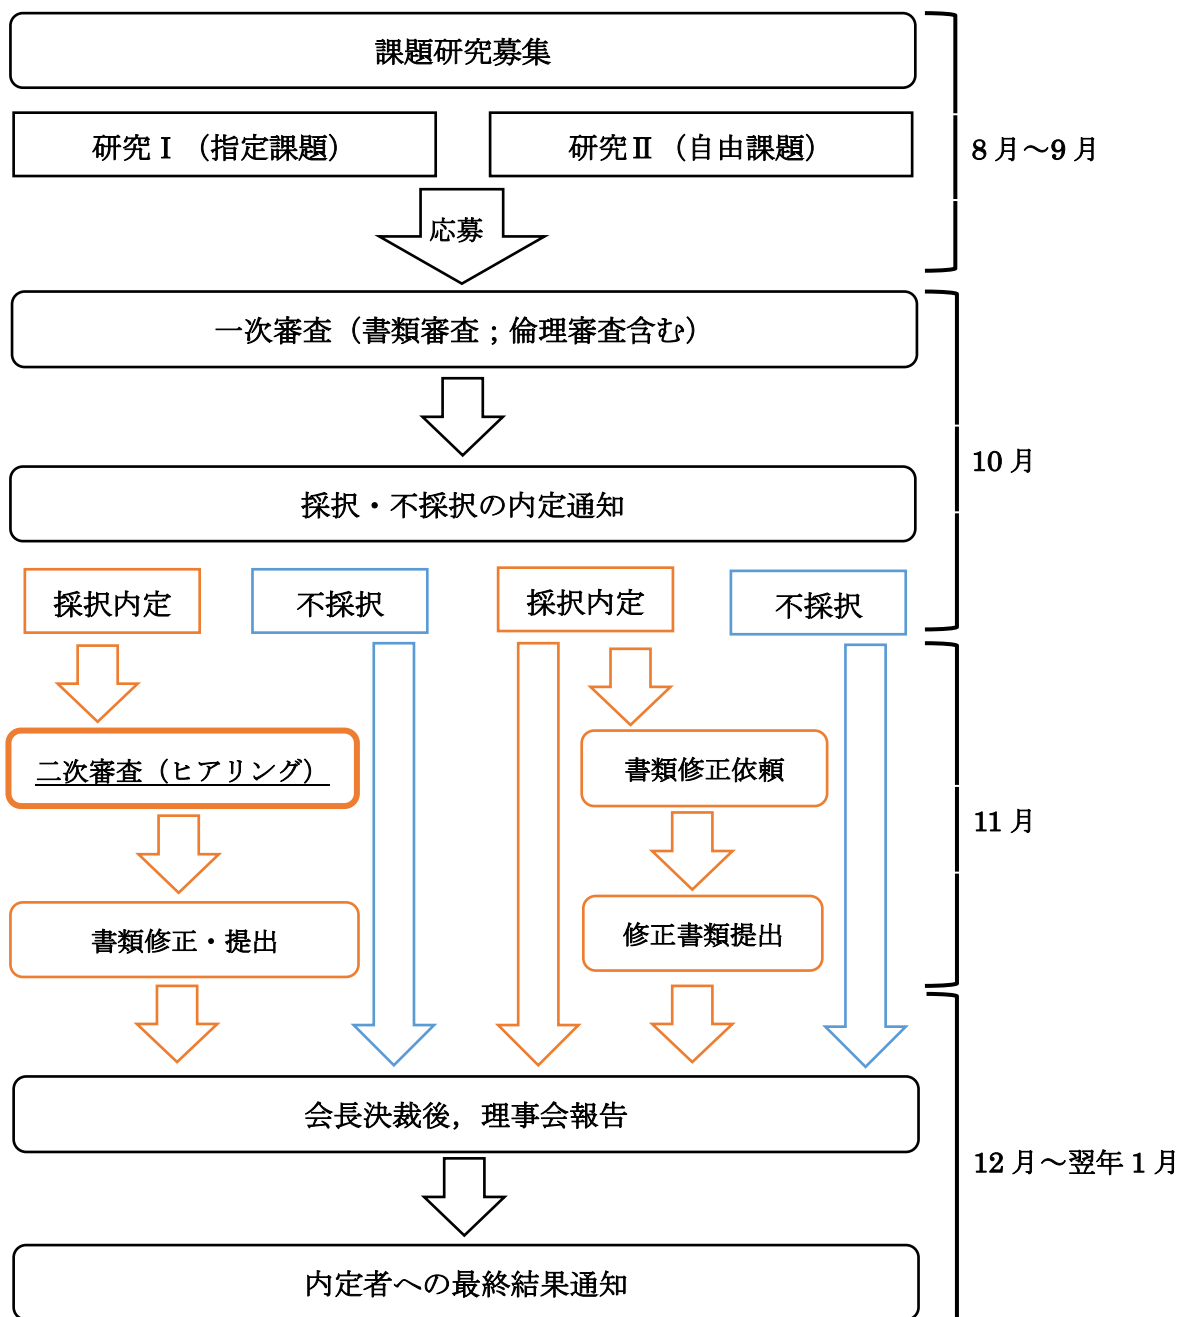 課題研究募集
研究Ⅰ（指定課題）
研究Ⅱ（自由課題）
8月～9月
応募
一次審査（書類審査；倫理審査含む）
10月
採択・不採択の内定通知
採択内定
不採択
採択内定
不採択
二次審査（ヒアリング）
書類修正依頼
11月
書類修正・提出
修正書類提出
会長決裁後，理事会報告
12月～翌年1月
内定者への最終結果通知